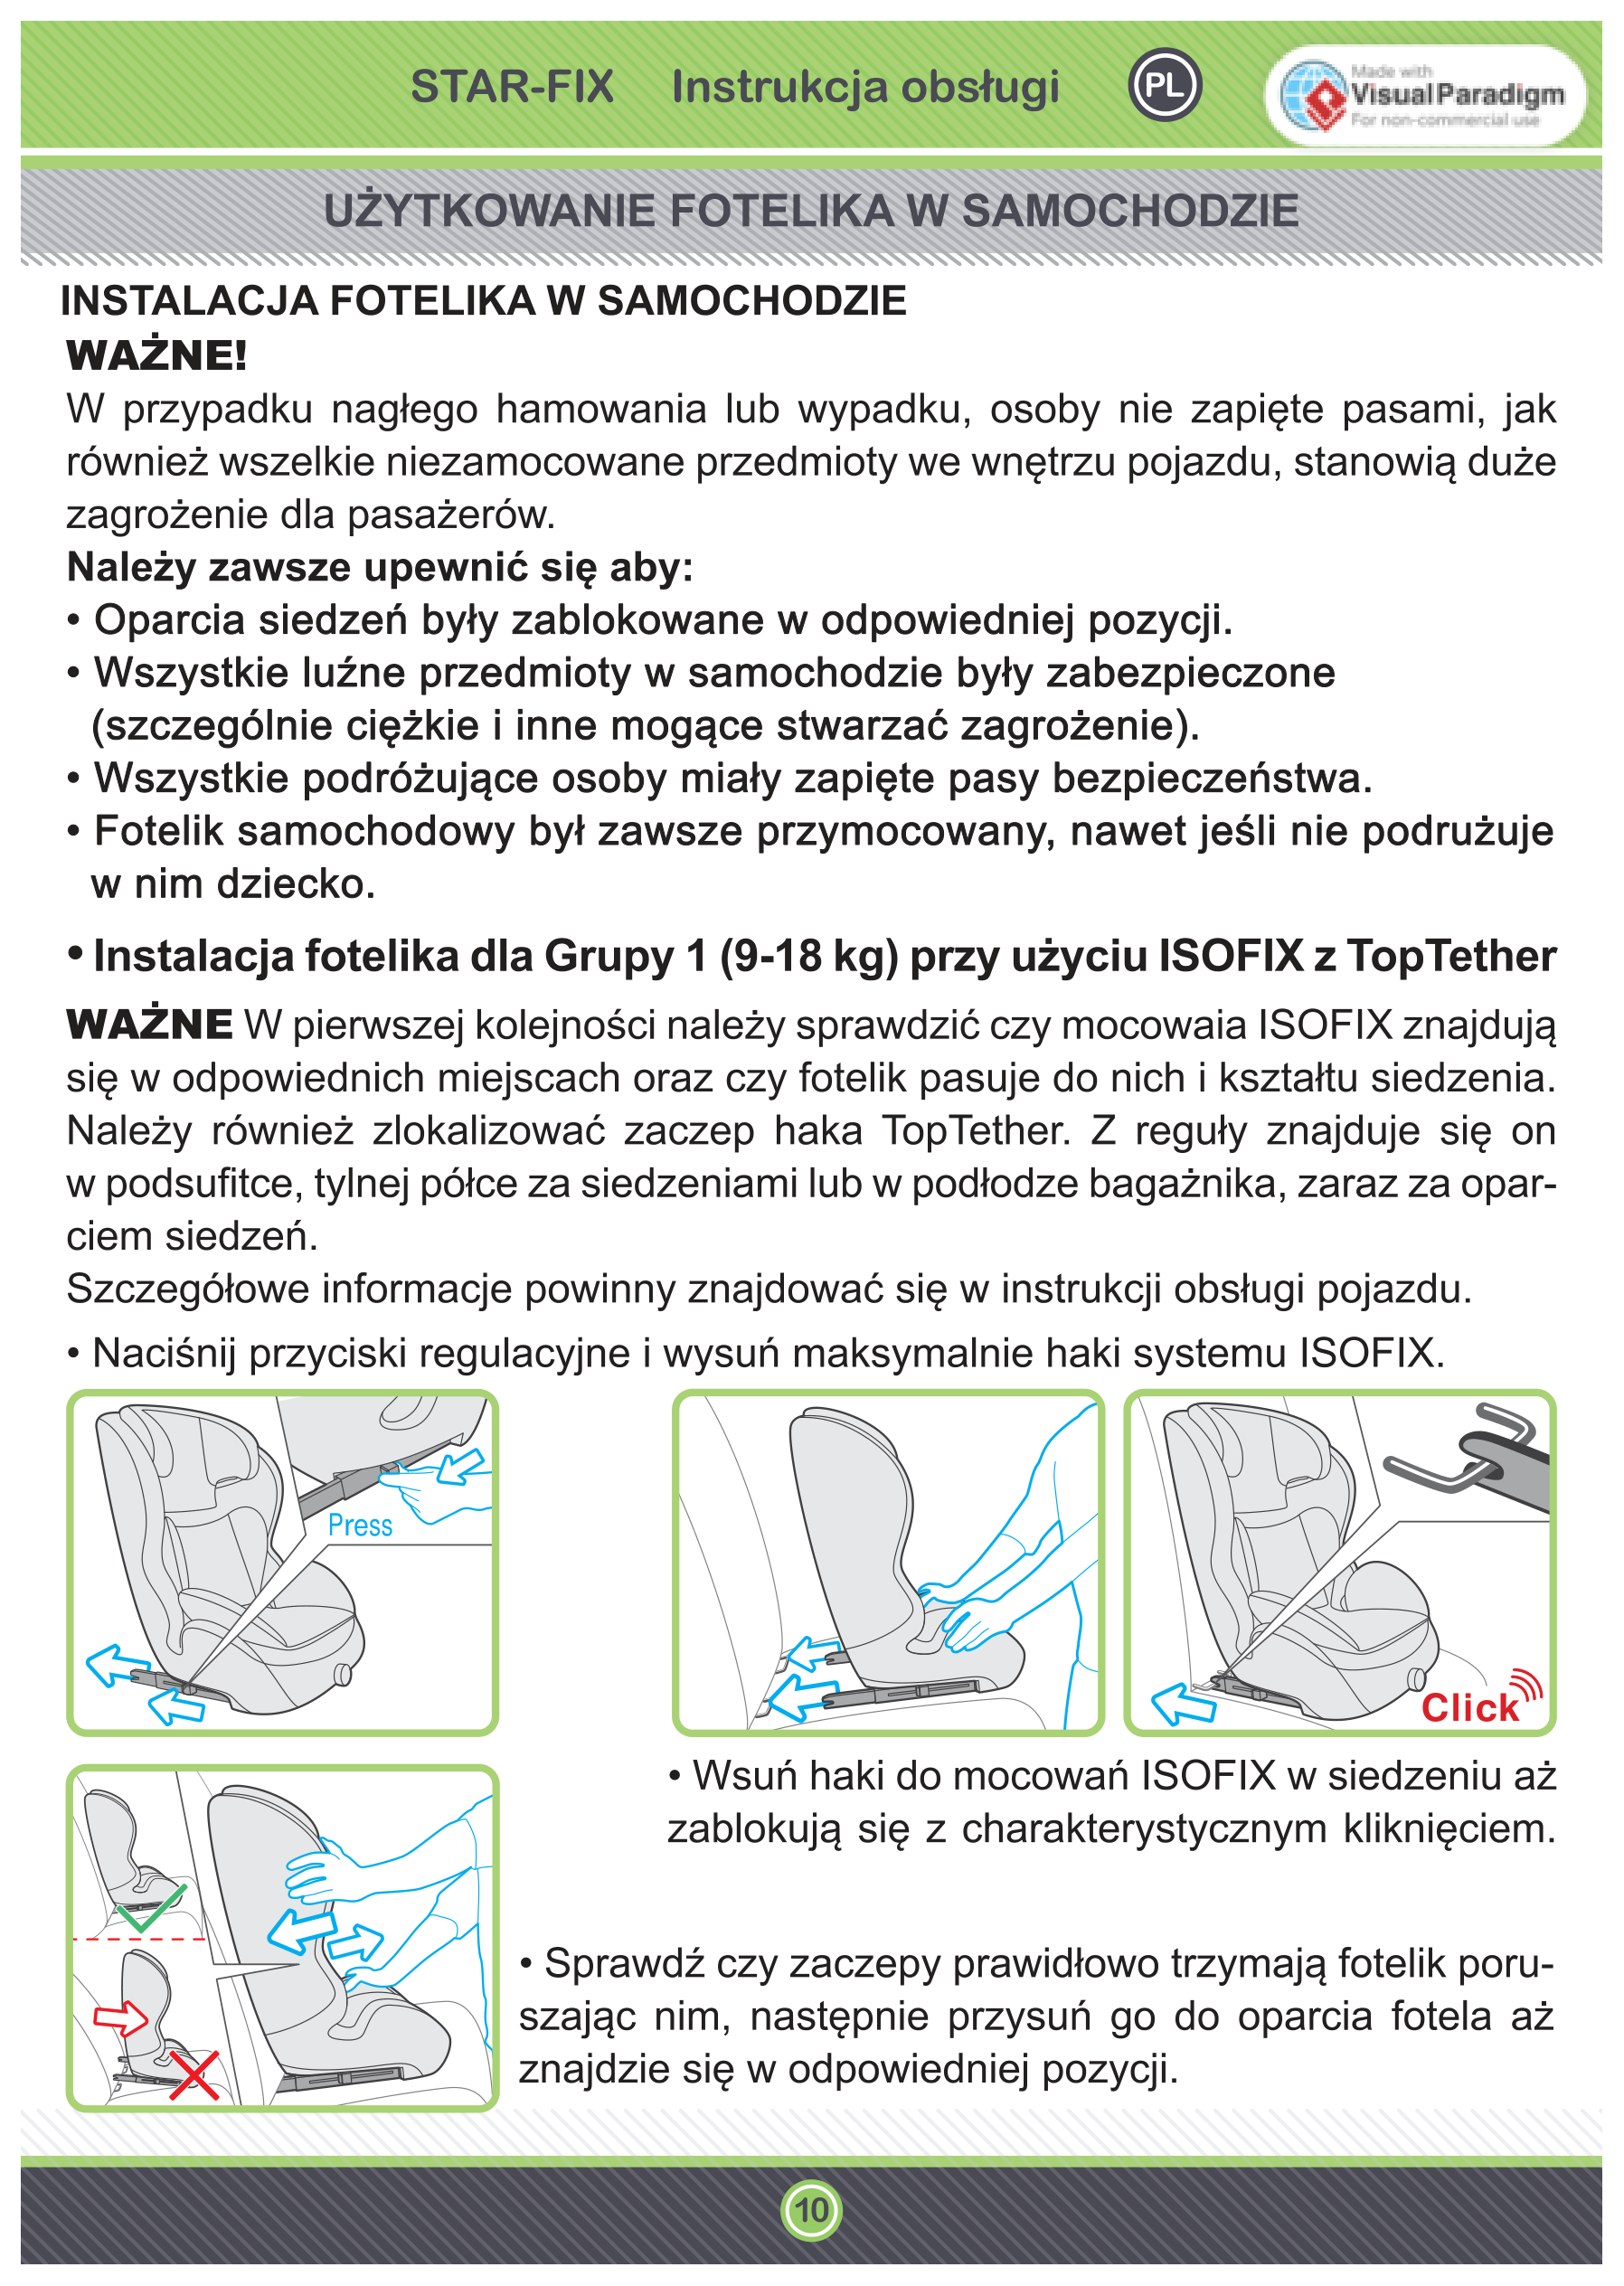 STAR-FIX Instrukcja obsługi PL
Made with
Visual Paradigm
For non-commercial use
UŻYTKOWANIE FOTELIKA W SAMOCHODZIE
INSTALACJA FOTELIKA W SAMOCHODZIE
WAŻNE!
W przypadku nagłego hamowania lub wypadku, osoby nie zapięte pasami, jak
również wszelkie niezamocowane przedmioty we wnętrzu pojazdu, stanowią duże
zagrożenie dla pasażerów.
Należy zawsze upewnić się aby:
• Oparcia siedzeń były zablokowane w odpowiedniej pozycji.
• Wszystkie luźne przedmioty w samochodzie były zabezpieczone
(szczególnie ciężkie i inne mogące stwarzać zagrożenie).
• Wszystkie podróżujące osoby miały zapięte pasy bezpieczeństwa.
• Fotelik samochodowy był zawsze przymocowany, nawet jeśli nie podrużuje
w nim dziecko.
• Instalacja fotelika dla Grupy 1 (9-18 kg) przy użyciu ISOFIX z TopTether
WAŻNE W pierwszej kolejności należy sprawdzić czy mocowaia ISOFIX znajdują
się w odpowiednich miejscach oraz czy fotelik pasuje do nich i kształtu siedzenia.
Należy również zlokalizować zaczep haka TopTether. Z reguły znajduje się on
w podsufitce, tylnej półce za siedzeniami lub w podłodze bagażnika, zaraz za opar-
ciem siedzeń.
Szczegółowe informacje powinny znajdować się w instrukcji obsługi pojazdu.
• Naciśnij przyciski regulacyjne i wysuń maksymalnie haki systemu ISOFIX.
Press
Click
• Wsuń haki do mocowań ISOFIX w siedzeniu aż
zablokują się z charakterystycznym kliknięciem.
• Sprawdź czy zaczepy prawidłowo trzymają fotelik poru-
szając nim, następnie przysuń go do oparcia fotela aż
znajdzie się w odpowiedniej pozycji.
10